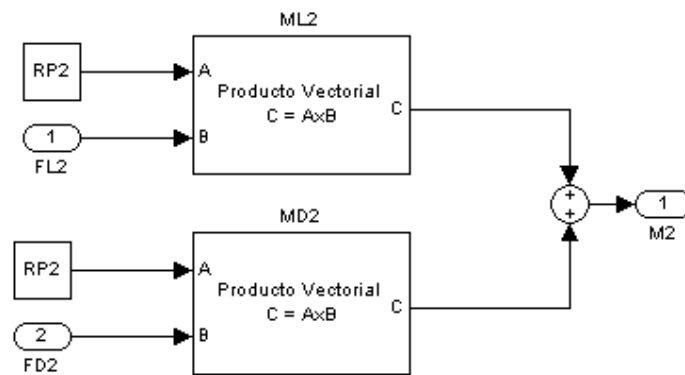 ML2
RP2
A
Producto Vectorial
C = AxB
C
1
B
FL2
+
+
1
M2
MD2
RP2
A
Producto Vectorial
C = AxB
C
2
B
FD2